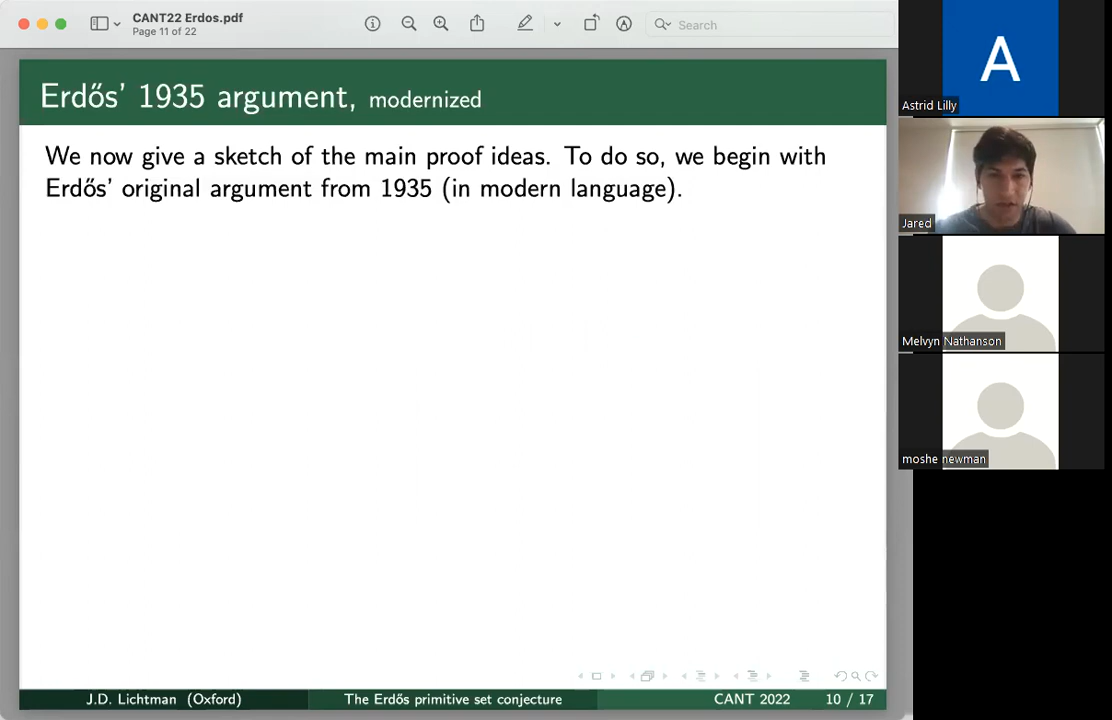 CANT22 Erdos.pdf
Page 11 of 22
Search
Erdős' 1935 argument, modernized
We now give a sketch of the main proof ideas. To do so, we begin with
Erdős' original argument from 1935 (in modern language).
J.D. Lichtman (Oxford)
The Erdős primitive set conjecture
CANT 2022
10 / 17
A
Astrid Lilly
Jared
Melvyn Nathanson
moshe newman